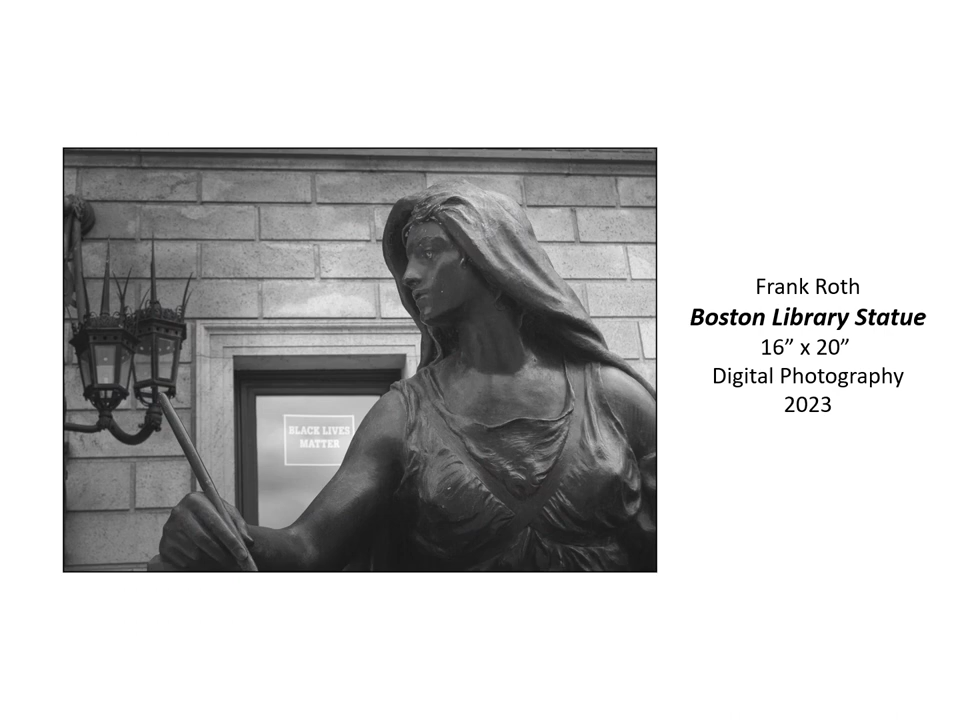 BLACK LIVES
MATTER
Frank Roth
Boston Library Statue
16” x 20”
Digital Photography
2023